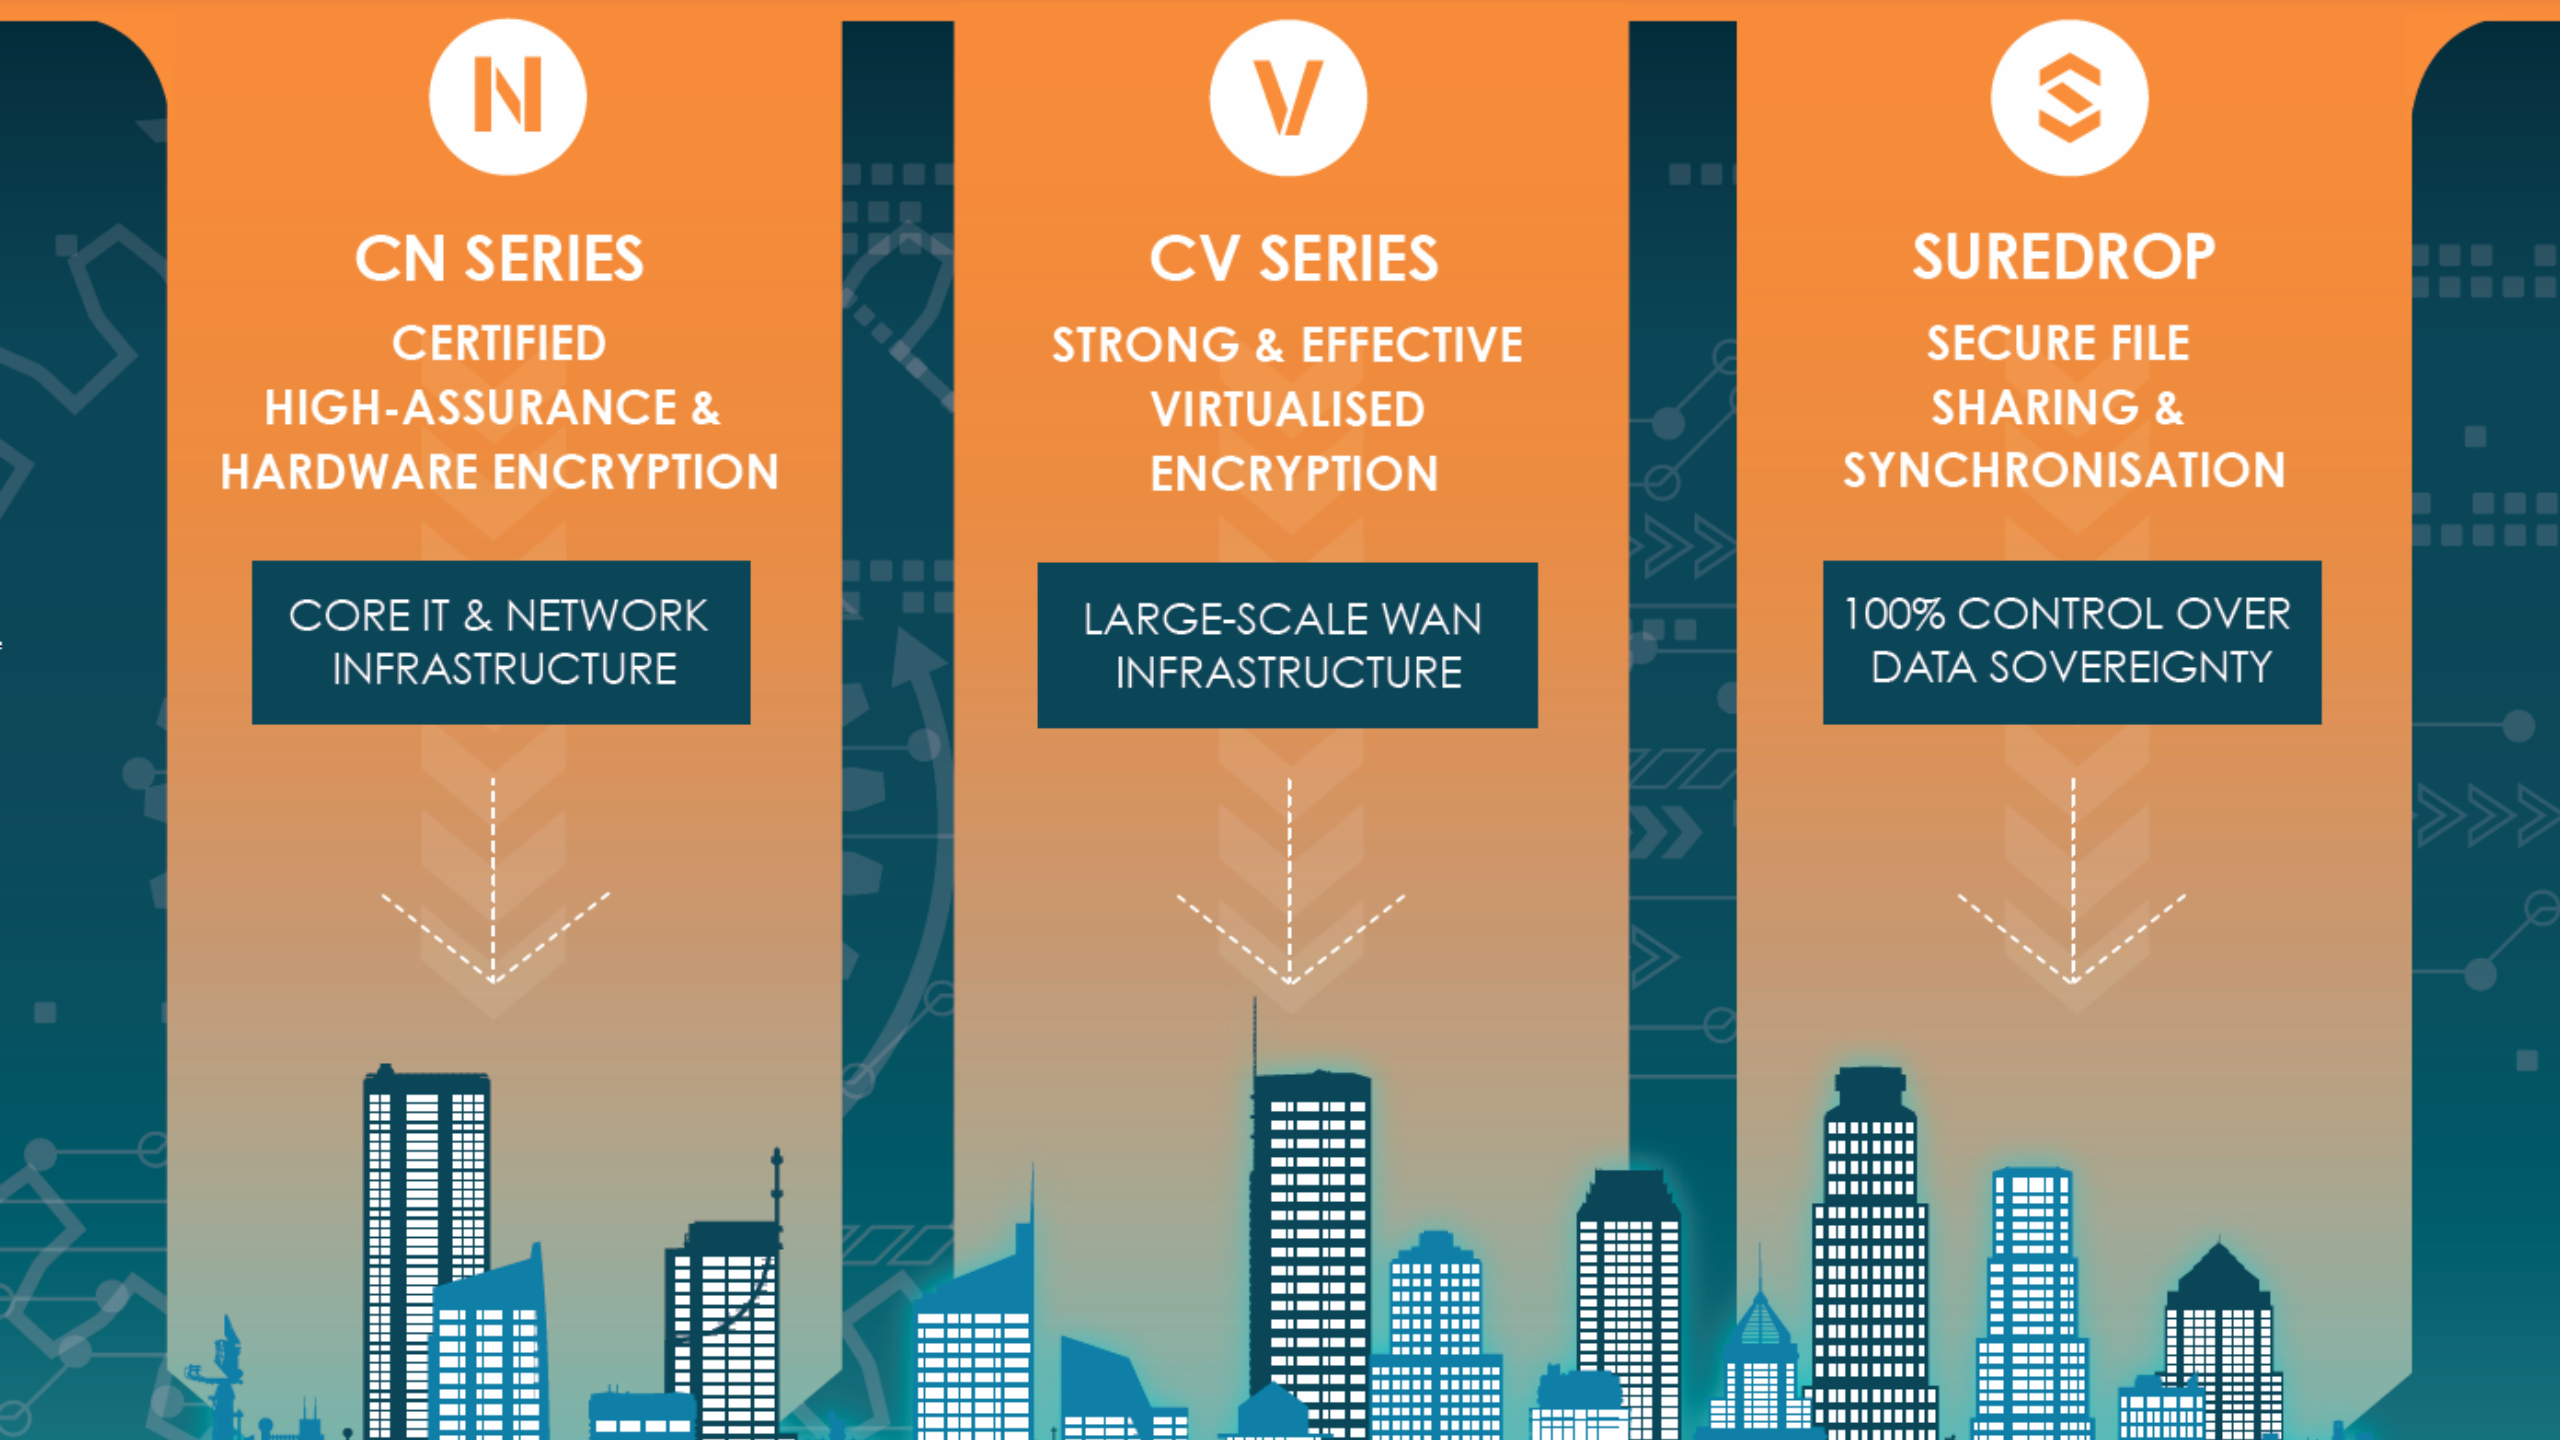 N
CN SERIES
CERTIFIED
HIGH-ASSURANCE &
HARDWARE ENCRYPTION
CORE IT & NETWORK
INFRASTRUCTURE
V
CV SERIES
STRONG & EFFECTIVE
VIRTUALISED
ENCRYPTION
LARGE-SCALE WAN
INFRASTRUCTURE
S
SUREDROP
SECURE FILE
SHARING &
SYNCHRONISATION
100% CONTROL OVER
DATA SOVEREIGNTY